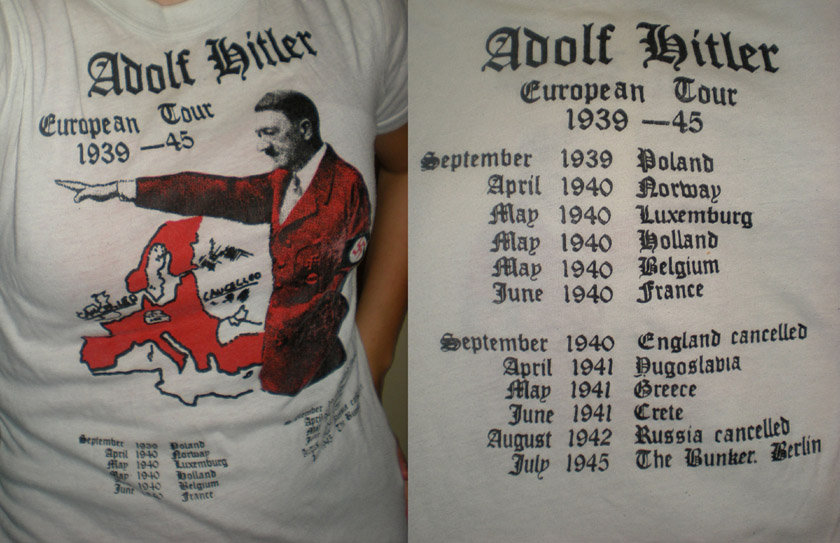 Adolf Hitler
European Tour
1939 — 45
CANCELLED
CANCELLED
September 1939 Poland
April 1940 Norway
May 1940 Luxemburg
May 1940 Holland
May 1940 Belgium
June 1940 France
Adolf Hitler
European Tour
1939 — 45
September 1939 Poland
April 1940 Norway
May 1940 Luxemburg
May 1940 Holland
May 1940 Belgium
June 1940 France
September 1940 England cancelled
April 1941 Yugoslavia
May 1941 Greece
June 1941 Crete
August 1942 Russia cancelled
July 1945 The Bunker. Berlin